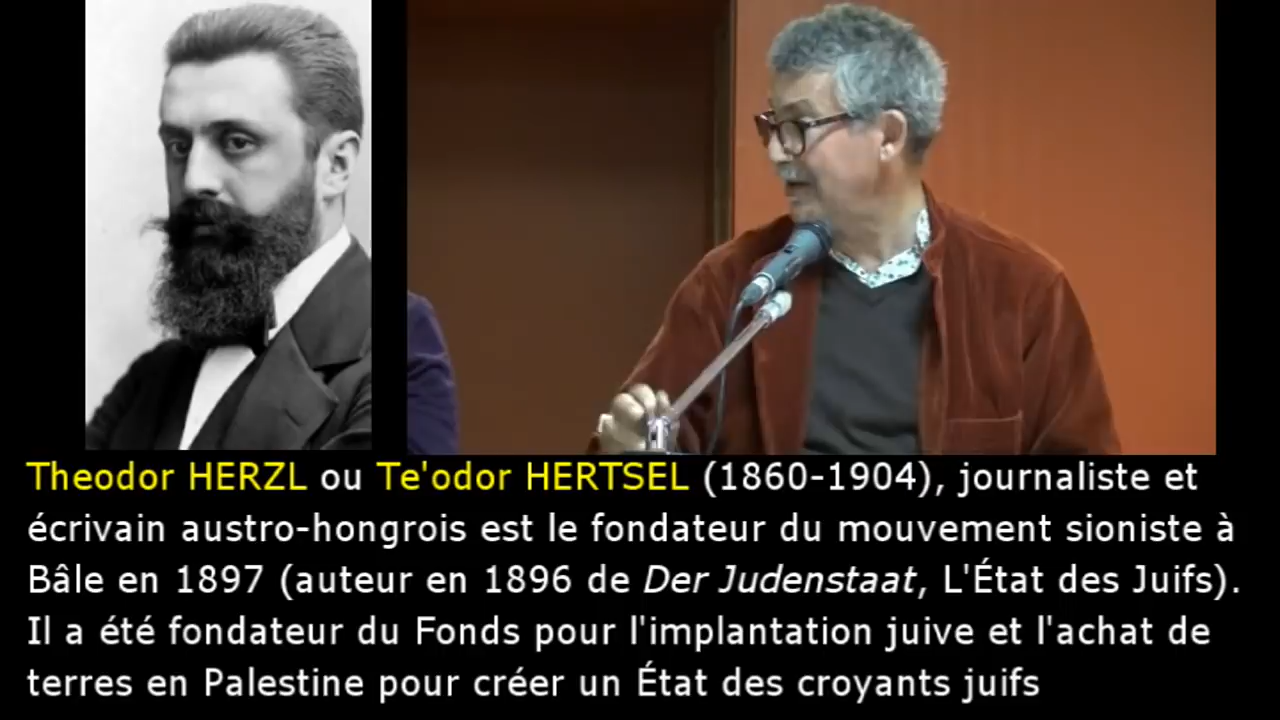 Theodor HERZL ou Te'odor HERTSEL (1860-1904), journaliste et
écrivain austro-hongrois est le fondateur du mouvement sioniste à
Bâle en 1897 (auteur en 1896 de Der Judenstaat, L'État des Juifs).
Il a été fondateur du Fonds pour l'implantation juive et l'achat de
terres en Palestine pour créer un État des croyants juifs